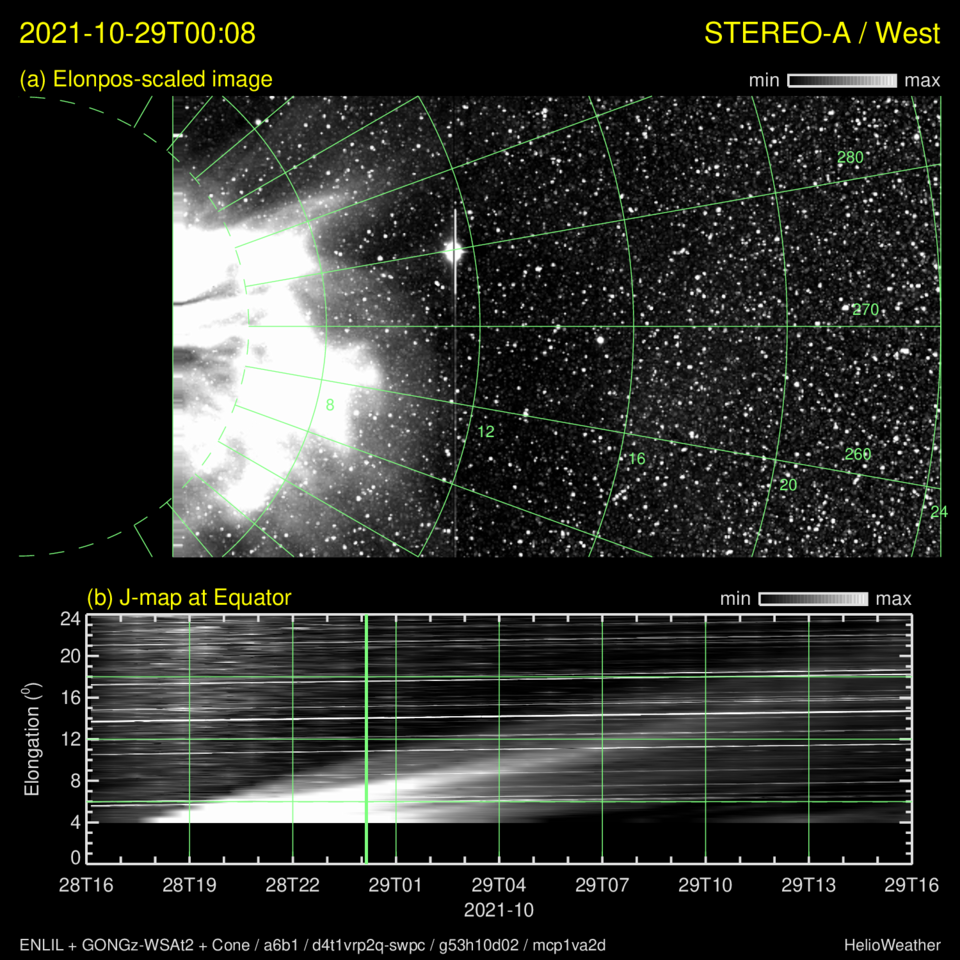 2021-10-29T00:08
STEREO-A / West
(a) Elonpos-scaled image
min max
280
270
8
12
16
260
20
24
(b) J-map at Equator
min max
24
20
16
12
8
4
0
Elongation (⁰)
28T16 28T19 28T22 29T01 29T04 29T07 29T10 29T13 29T16
2021-10
ENLIL + GONGz-WSAt2 + Cone / a6b1 / d4t1vrp2q-swpc / g53h10d02 / mcp1va2d
HelioWeather